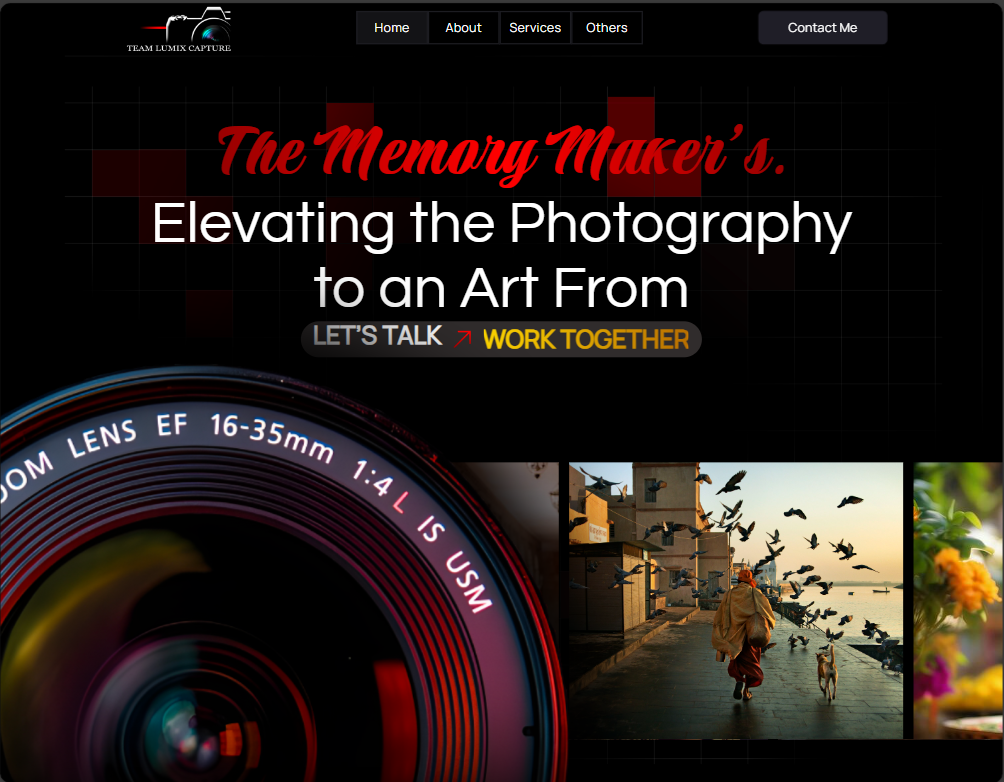 TEAM LUMIX CAPTURE
Home
About
Services
Others
Contact Me
The Memory Maker's.
Elevating the Photography
to an Art From
LET'S TALK WORK TOGETHER
OOM LENS EF 16-35mm 1:4 L IS USM